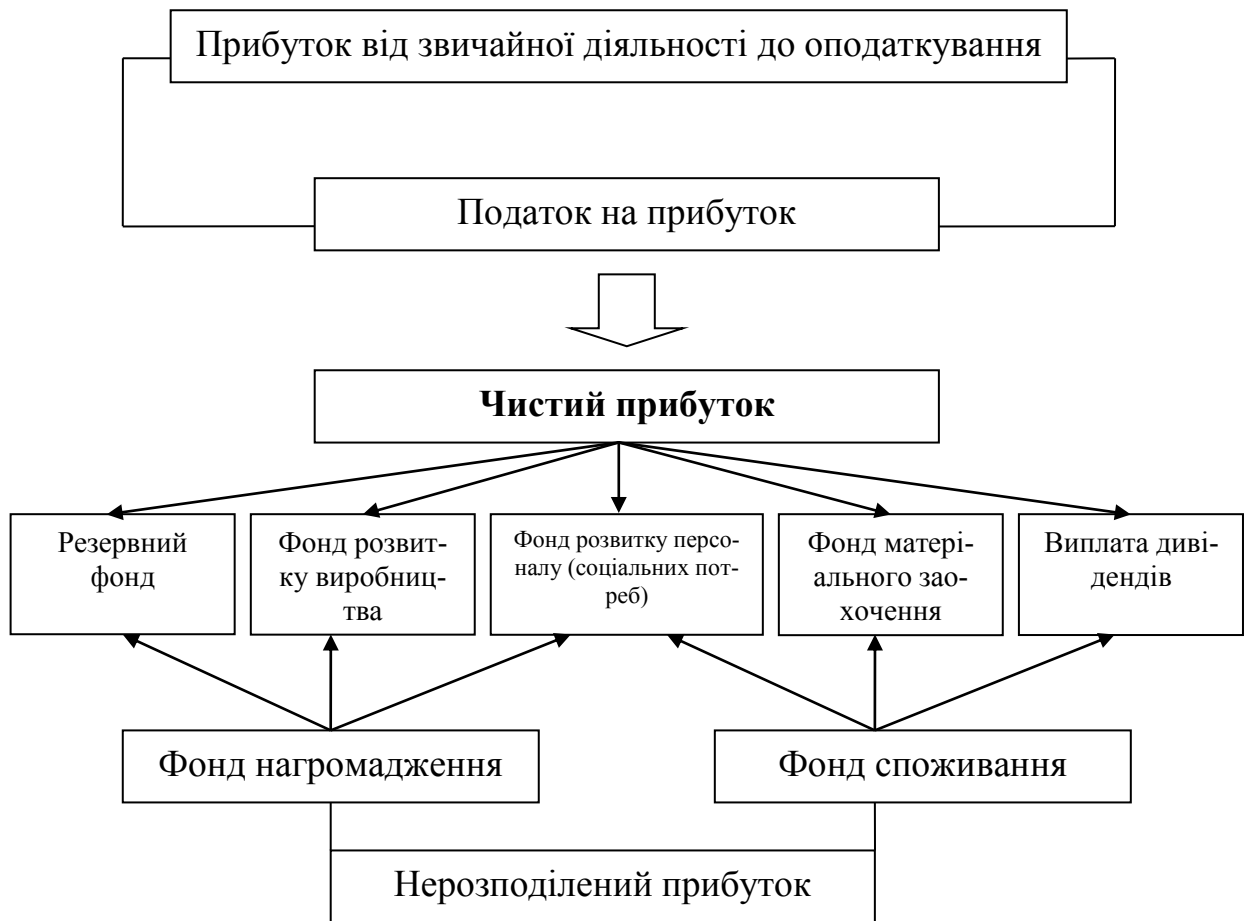 Прибуток від звичайної діяльності до оподаткування
Податок на прибуток
Чистий прибуток
Резервний
фонд
Фонд розвит-
ку виробниц-
тва
Фонд розвитку персо-
налу (соціальних пот-
реб)
Фонд матері-
ального зао-
хочення
Виплата диві-
дендів
Фонд нагромадження
Фонд споживання
Нерозподілений прибуток